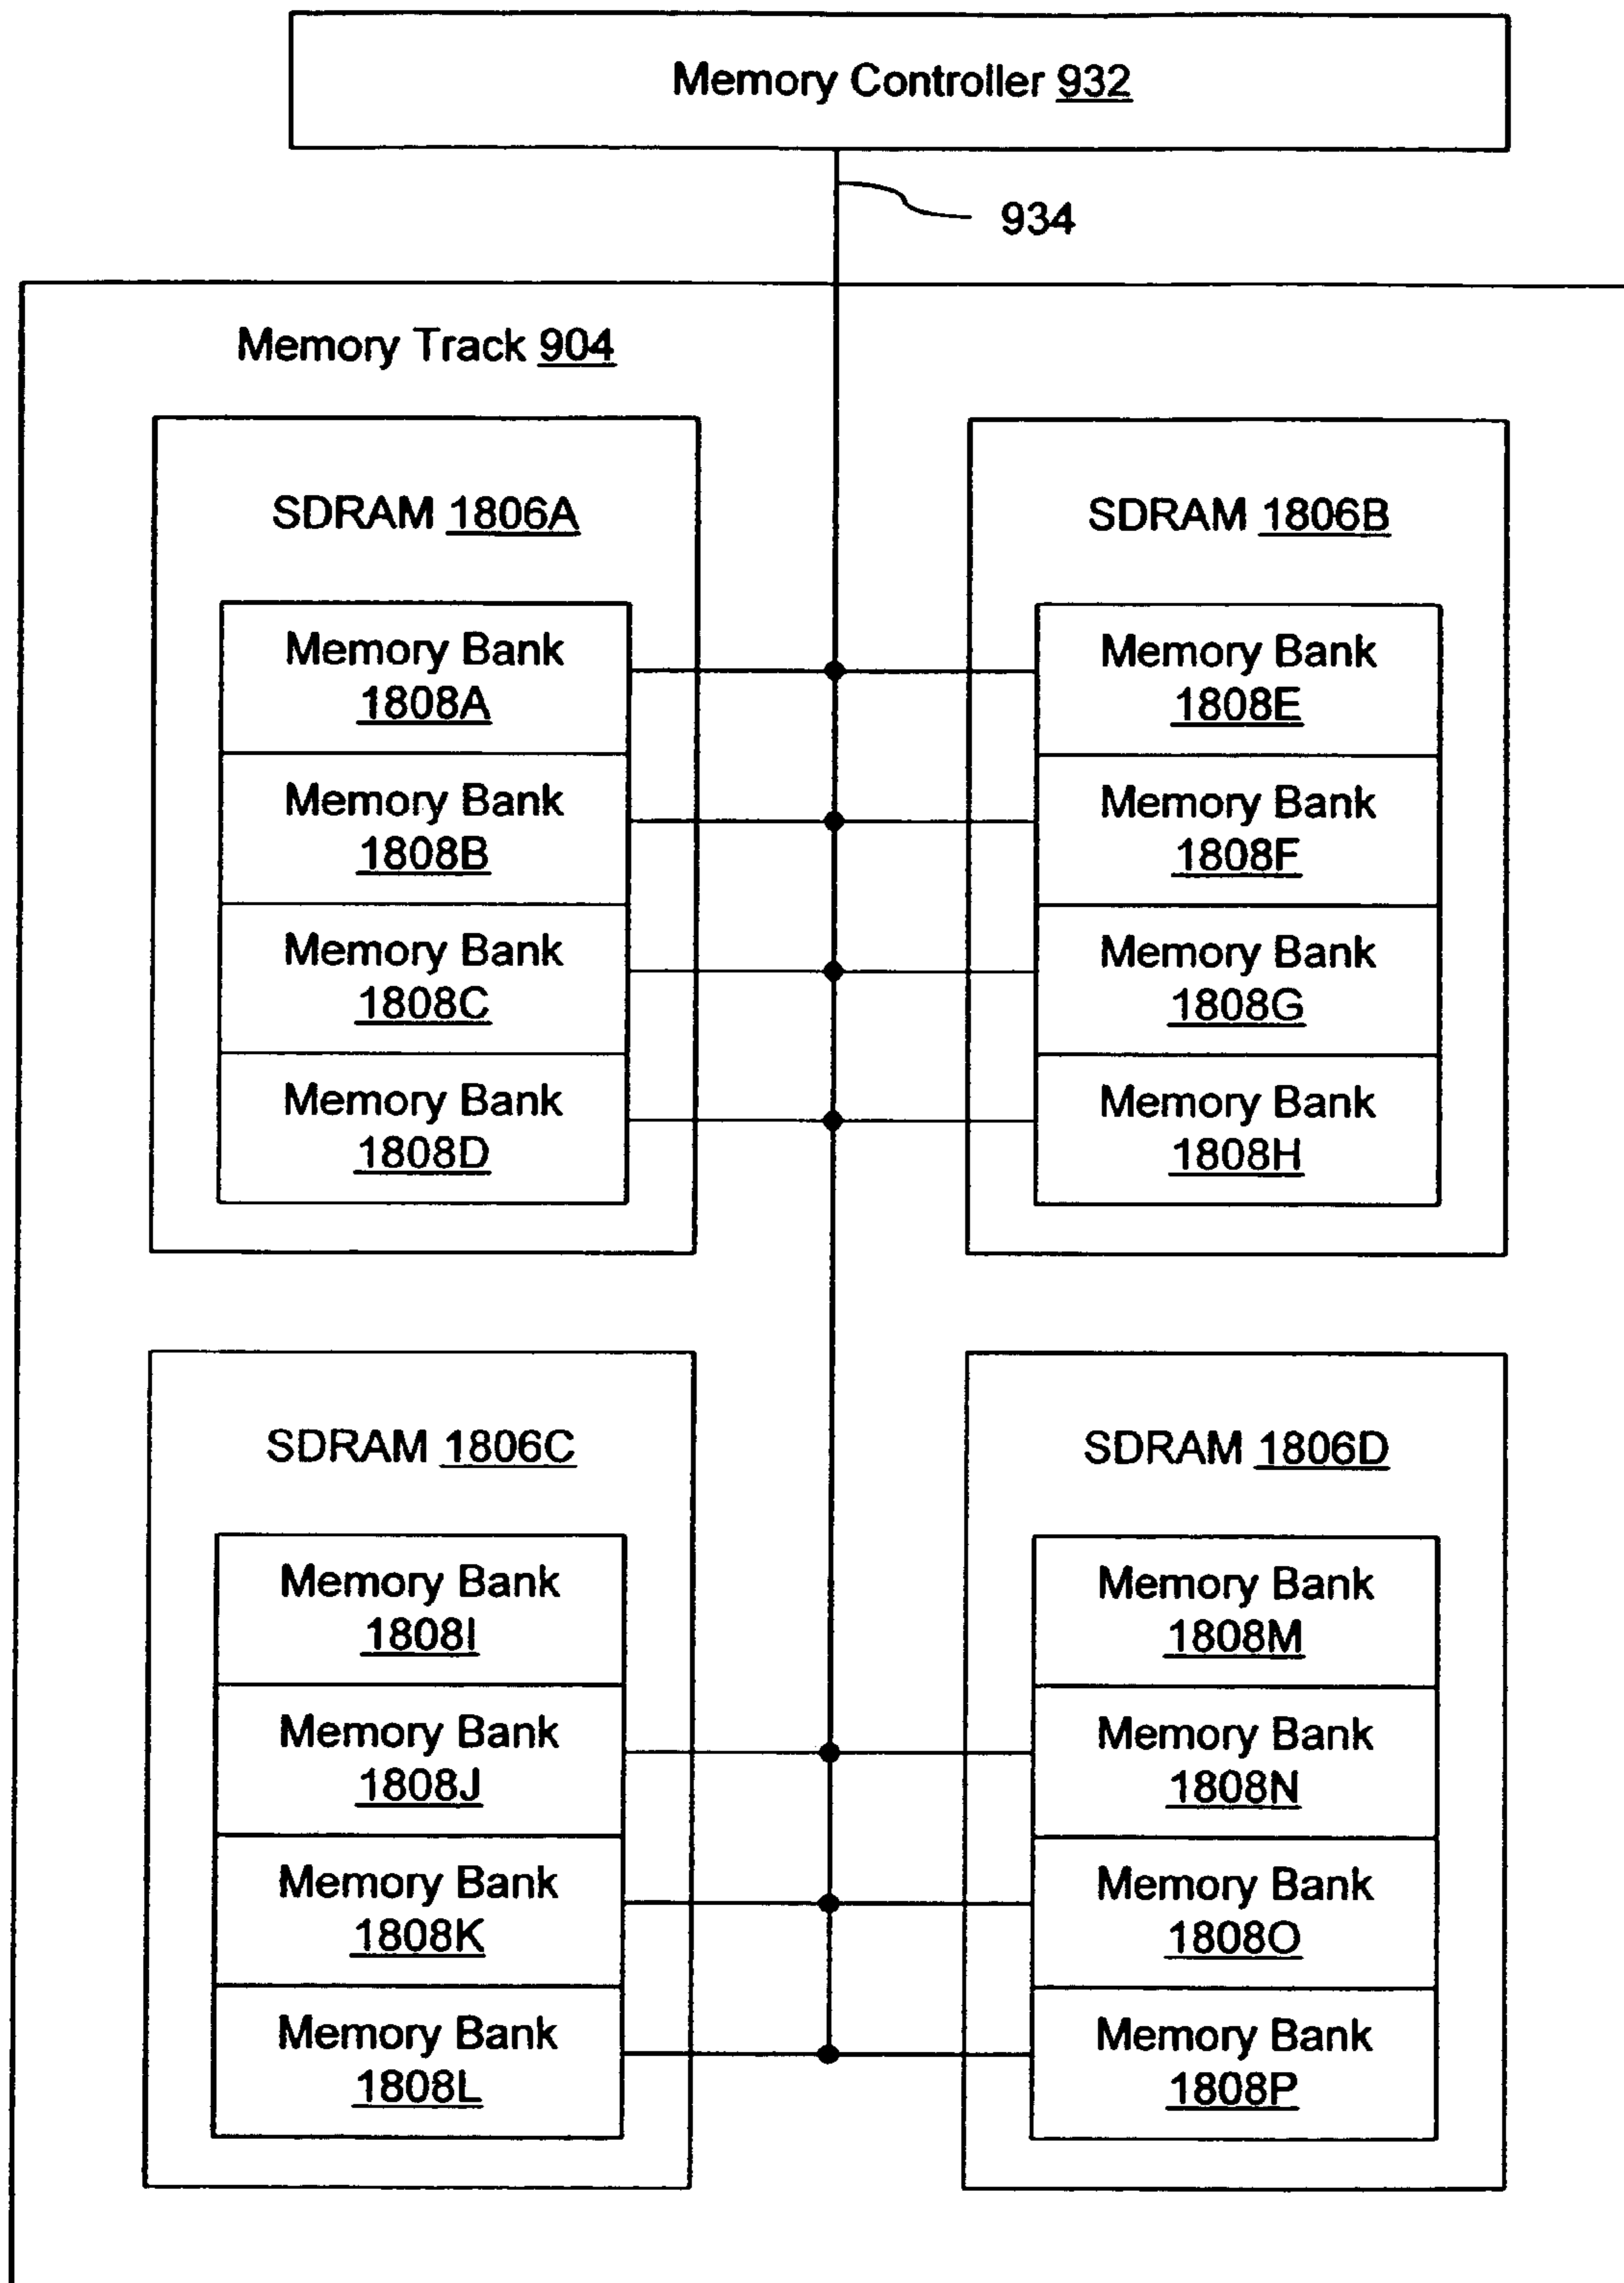 Memory Controller 932
934
Memory Track 904
SDRAM 1806A
Memory Bank
1808A
Memory Bank
1808B
Memory Bank
1808C
Memory Bank
1808D
SDRAM 1806B
Memory Bank
1808E
Memory Bank
1808F
Memory Bank
1808G
Memory Bank
1808H
SDRAM 1806C
Memory Bank
1808I
Memory Bank
1808J
Memory Bank
1808K
Memory Bank
1808L
SDRAM 1806D
Memory Bank
1808M
Memory Bank
1808N
Memory Bank
1808O
Memory Bank
1808P